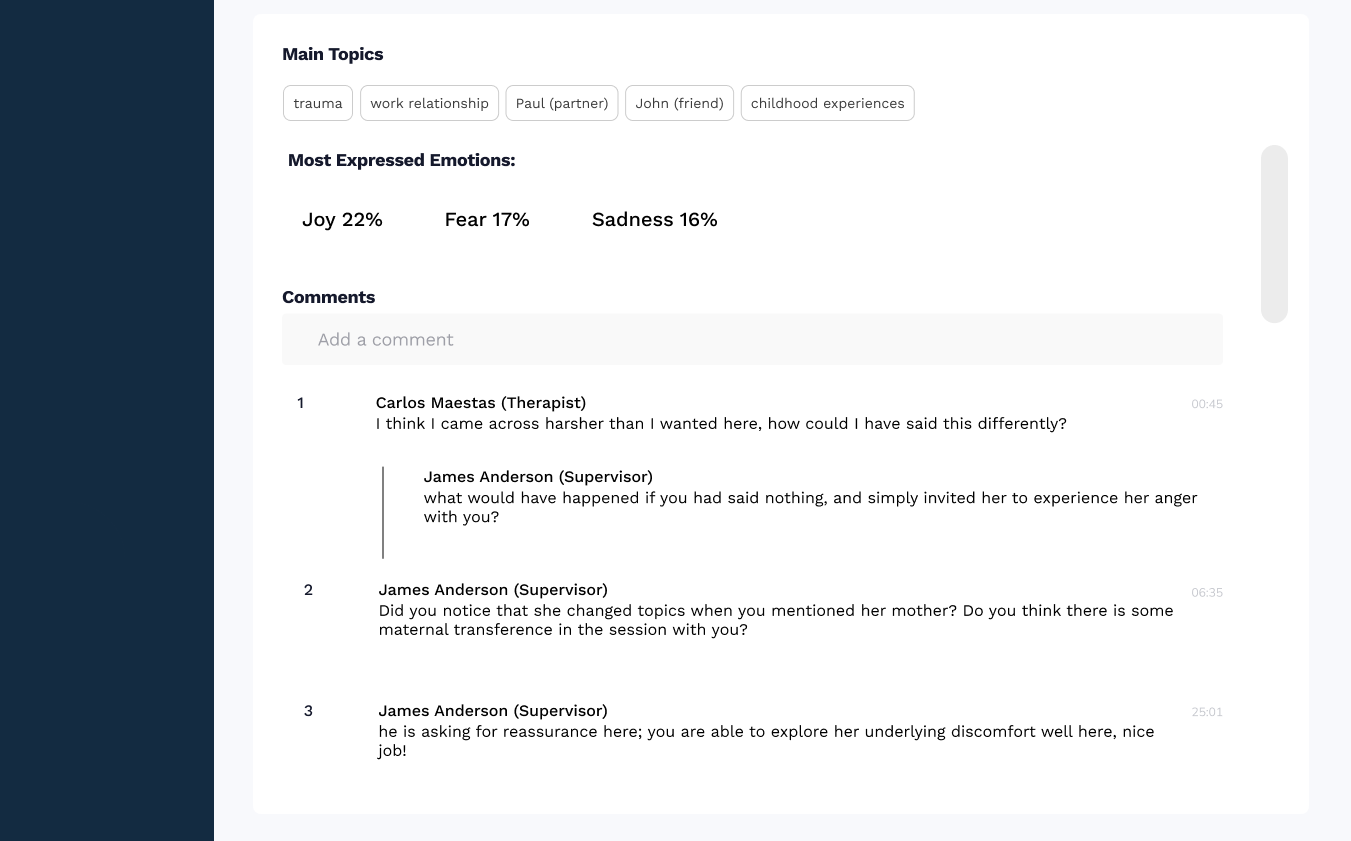 Main Topics
trauma
work relationship
Paul (partner)
John (friend)
childhood experiences
Most Expressed Emotions:
Joy 22%
Fear 17%
Sadness 16%
Comments
Add a comment
1
Carlos Maestas (Therapist)
00:45
I think I came across harsher than I wanted here, how could I have said this differently?
James Anderson (Supervisor)
what would have happened if you had said nothing, and simply invited her to experience her anger
with you?
2
James Anderson (Supervisor)
06:35
Did you notice that she changed topics when you mentioned her mother? Do you think there is some
maternal transference in the session with you?
3
James Anderson (Supervisor)
25:01
he is asking for reassurance here; you are able to explore her underlying discomfort well here, nice
job!